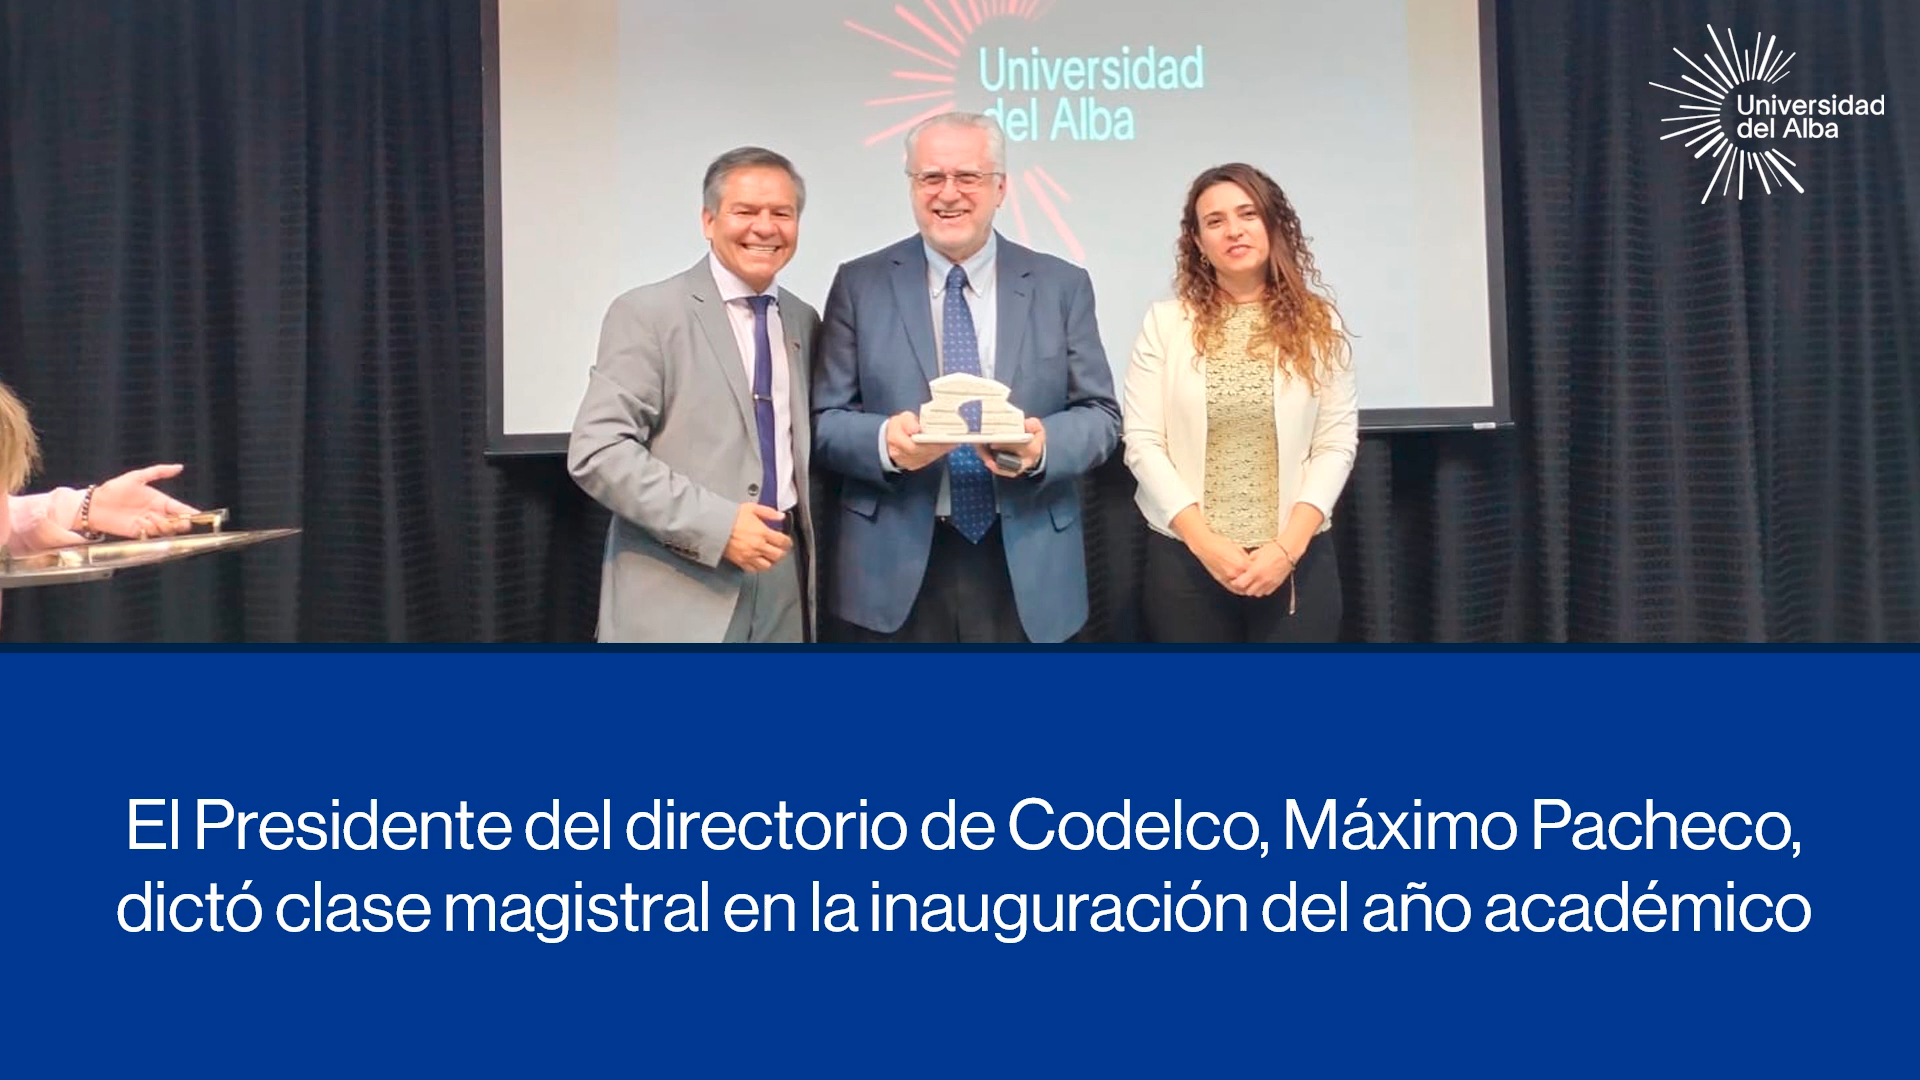 Universidad
del Alba
Universidad
del Alba
El Presidente del directorio de Codelco, Máximo Pacheco,
dictó clase magistral en la inauguración del año académico